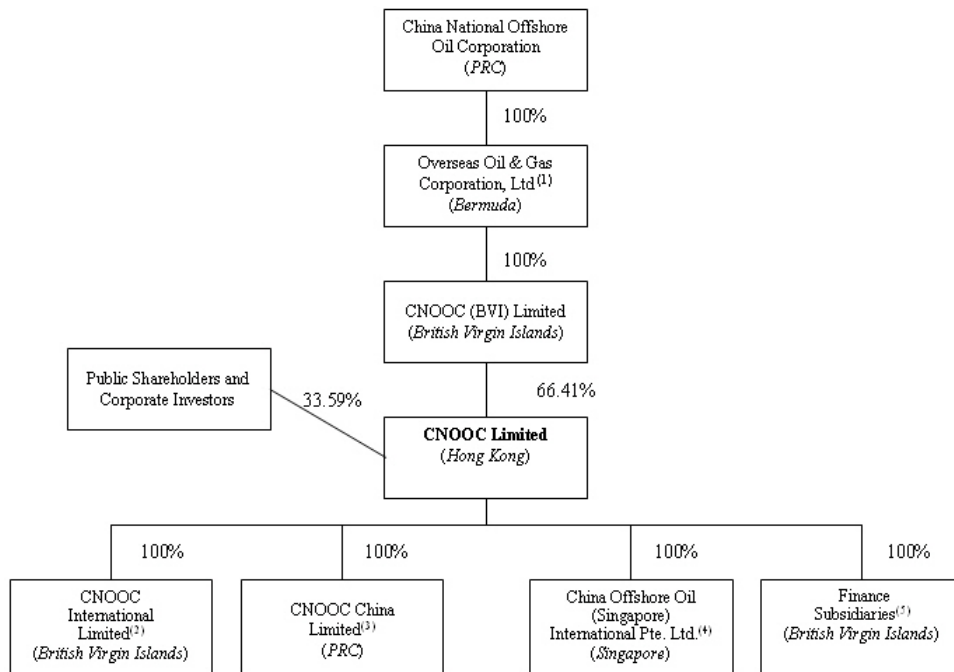 China National Offshore
Oil Corporation
(PRC)
100%
Overseas Oil & Gas
Corporation, Ltd(1)
(Bermuda)
100%
CNOOC (BVI) Limited
(British Virgin Islands)
Public Shareholders and
Corporate Investors
33.59%
66.41%
CNOOC Limited
(Hong Kong)
100%
100%
100%
100%
CNOOC
International
Limited(2)
(British Virgin Islands)
CNOOC China
Limited(3)
(PRC)
China Offshore Oil
(Singapore)
International Pte. Ltd.(4)
(Singapore)
Finance
Subsidiaries(5)
(British Virgin Islands)